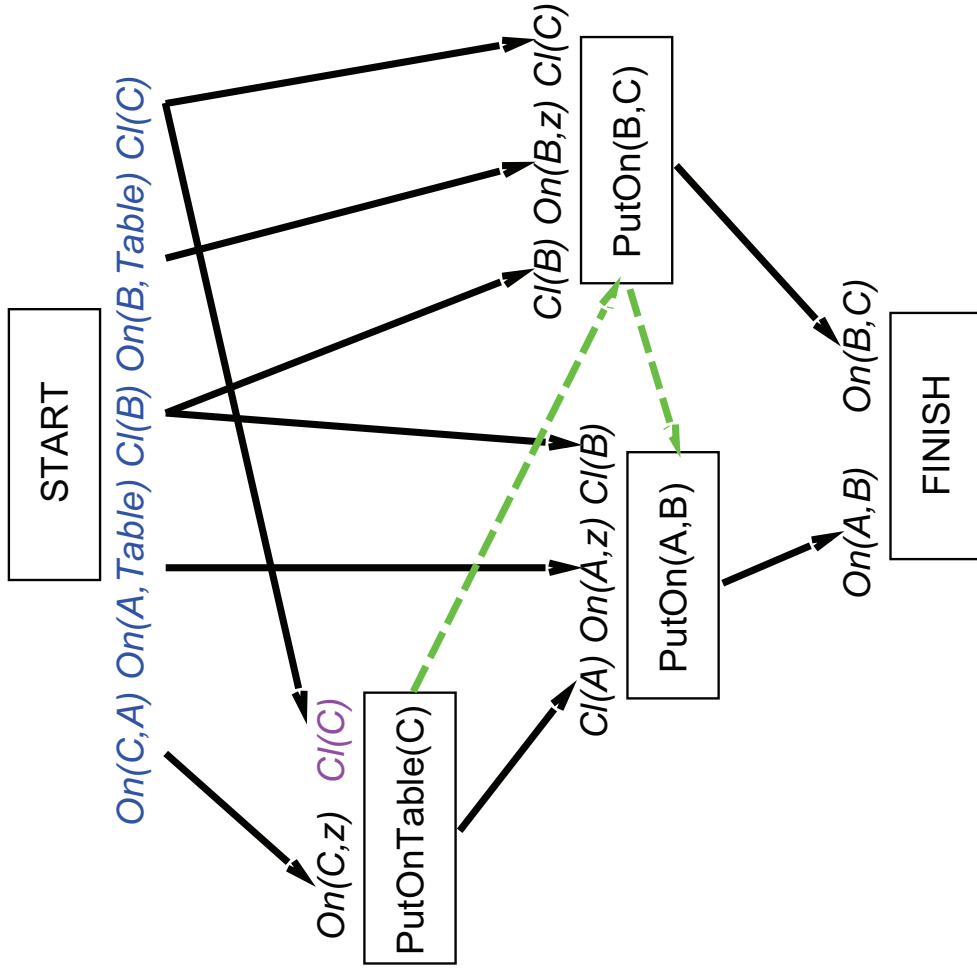 START
On(C,A) On(A,Table) Cl(B) On(B,Table) Cl(C)
Cl(B) On(B,z) Cl(C)
PutOn(B,C)
On(C,z) Cl(C)
PutOnTable(C)
Cl(A) On(A,z) Cl(B)
PutOn(A,B)
On(A,B) On(B,C)
FINISH